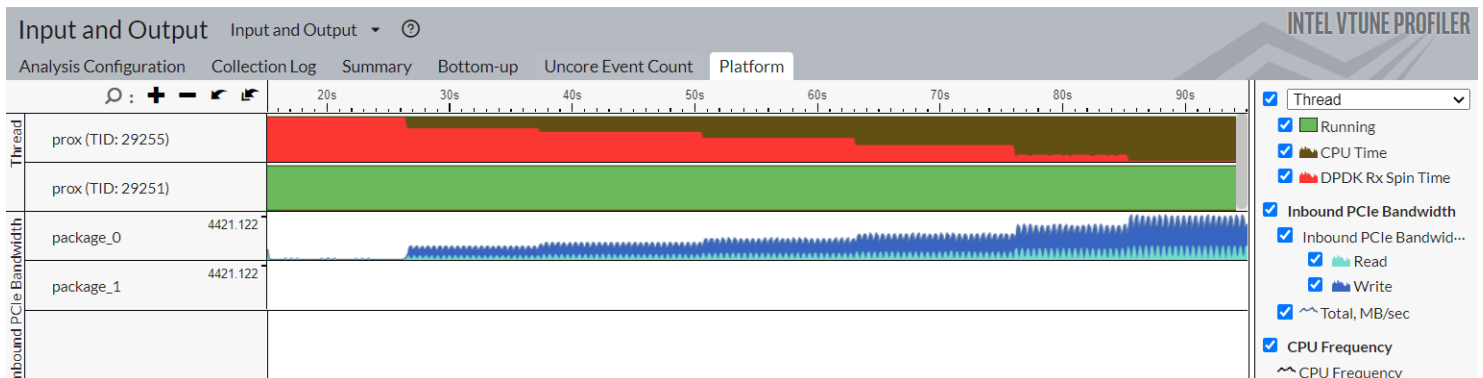 Input and Output Input and Output
INTEL VTUNE PROFILER
Analysis Configuration Collection Log Summary Bottom-up Uncore Event Count Platform
20s 30s 40s 50s 60s 70s 80s 90s
Thread
prox (TID: 29255)
prox (TID: 29251)
Inbound PCIe Bandwidth
package_0 4421.122
package_1 4421.122
Thread
Running
CPU Time
DPDK Rx Spin Time
Inbound PCIe Bandwidth
Inbound PCIe Bandwid...
Read
Write
Total, MB/sec
CPU Frequency
CPU Frequency